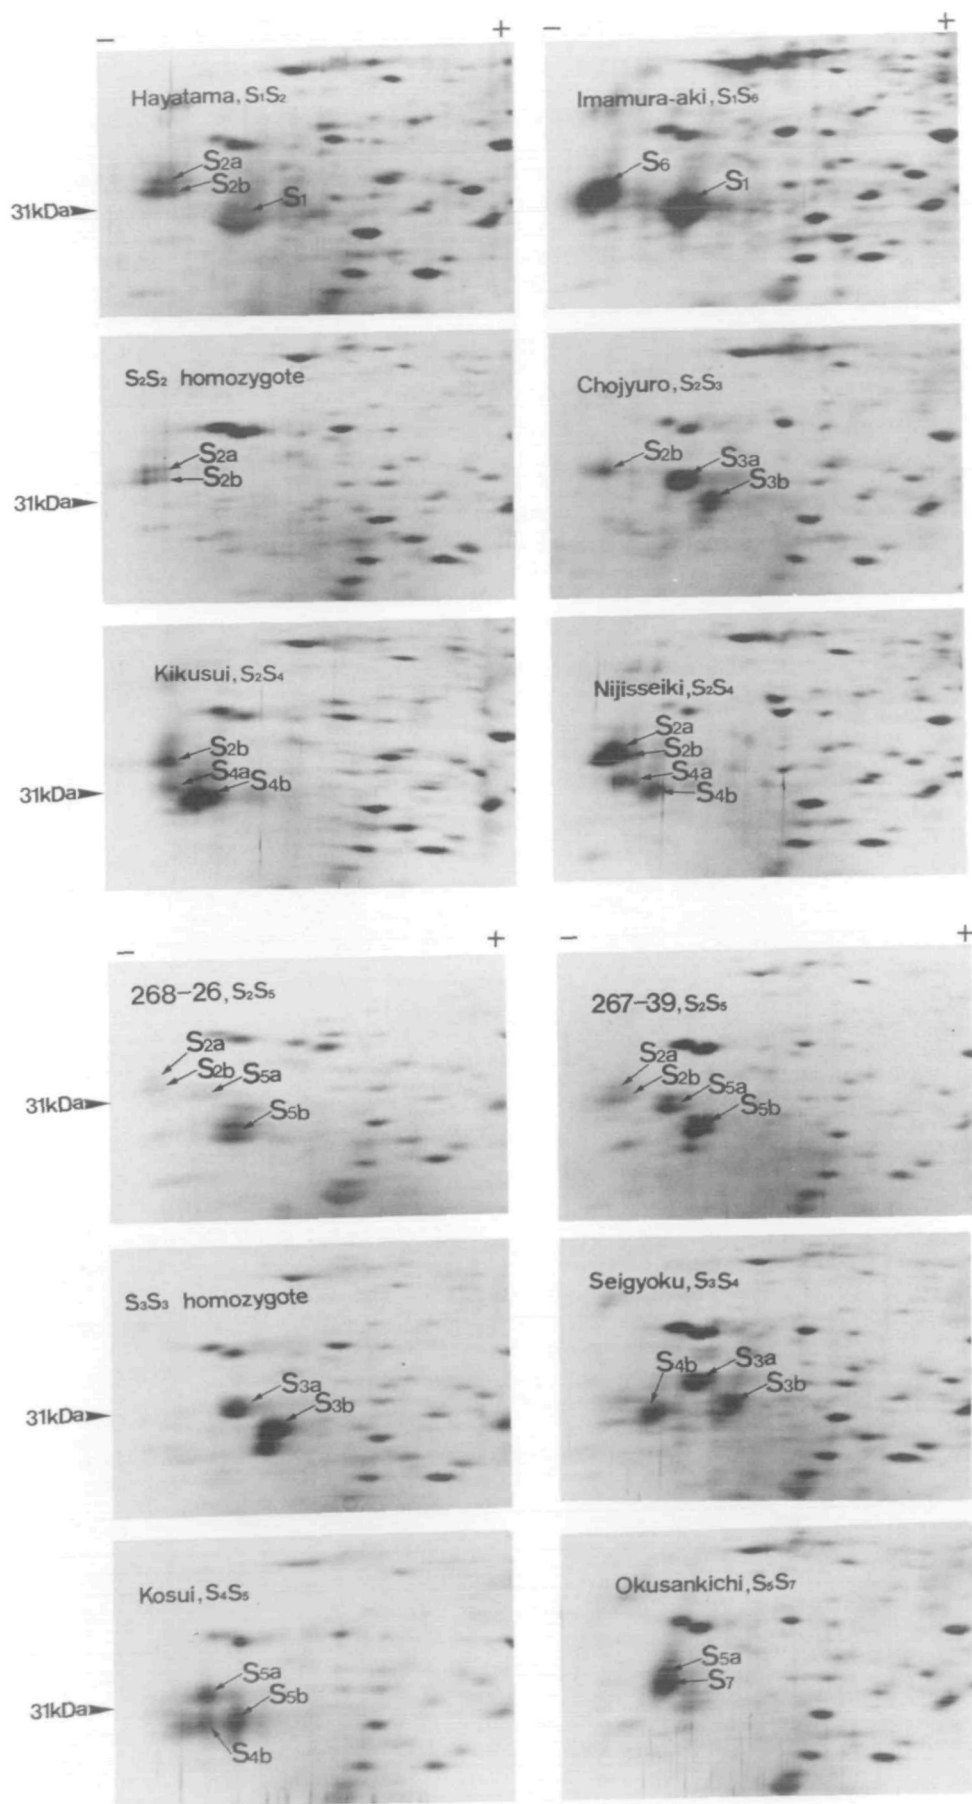 − + − +
Hayatama, S1S2
S2a
S2b
S1
31kDa
Imamura-aki, S1S6
S6
S1
S2S2 homozygote
S2a
S2b
31kDa
Chojyuro, S2S3
S2b
S3a
S3b
Kikusui, S2S4
S2b
S4a
S4b
31kDa
Nijisseiki, S2S4
S2a
S2b
S4a
S4b
− + − +
268-26, S2S5
S2a
S2b
S5a
31kDa
S5b
267-39, S2S5
S2a
S2b
S5a
S5b
S3S3 homozygote
S3a
S3b
31kDa
Seigyoku, S3S4
S4b
S3a
S3b
Kosui, S4S5
S5a
S5b
31kDa
S4b
Okusankichi, S5S7
S5a
S7